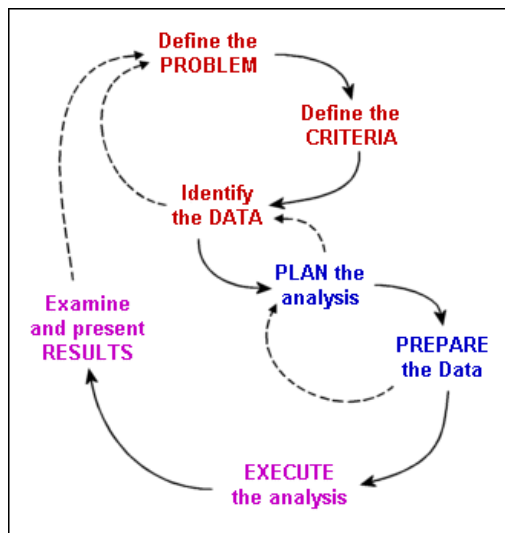 Define the
PROBLEM
Define the
CRITERIA
Identify
the DATA
PLAN the
analysis
PREPARE
the Data
EXECUTE
the analysis
Examine
and present
RESULTS